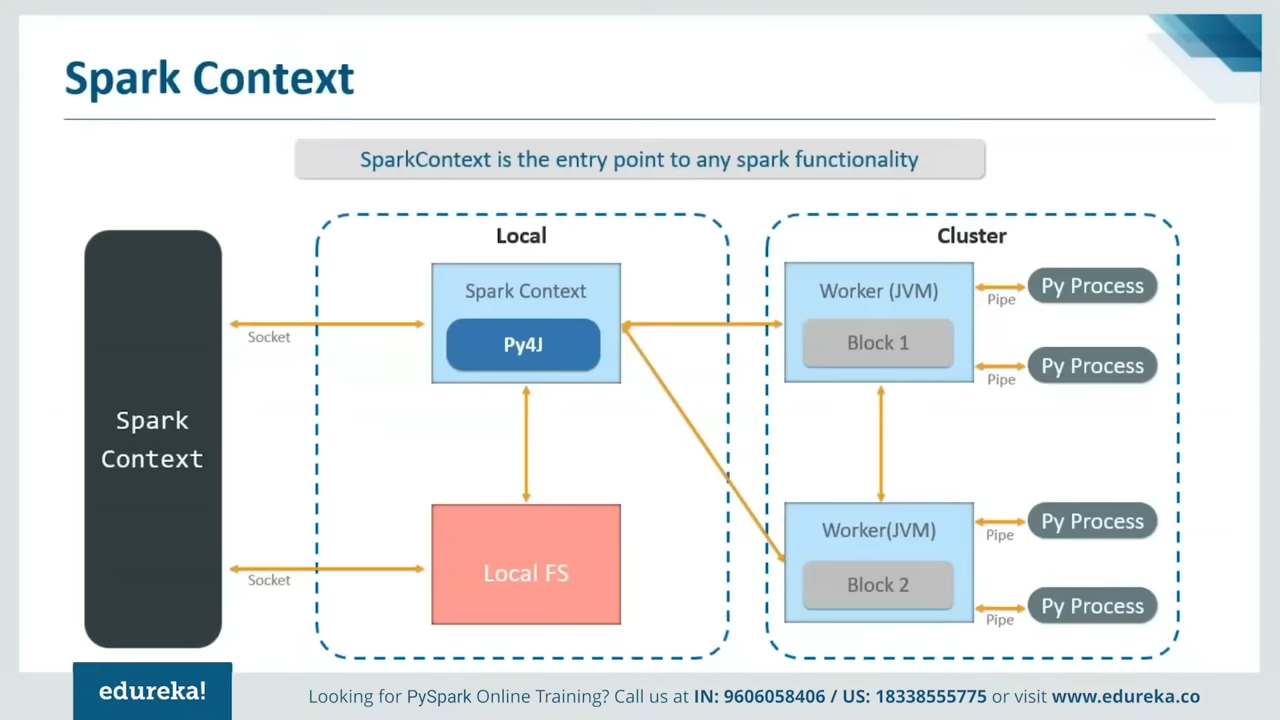 Spark Context
SparkContext is the entry point to any spark functionality
Spark
Context
Socket
Socket
Local
Spark Context
Py4J
Local FS
Cluster
Worker (JVM)
Block 1
Pipe
Py Process
Pipe
Py Process
Worker(JVM)
Block 2
Pipe
Py Process
Pipe
Py Process
edureka!
Looking for PySpark Online Training? Call us at IN: 9606058406 / US: 18338555775 or visit www.edureka.co